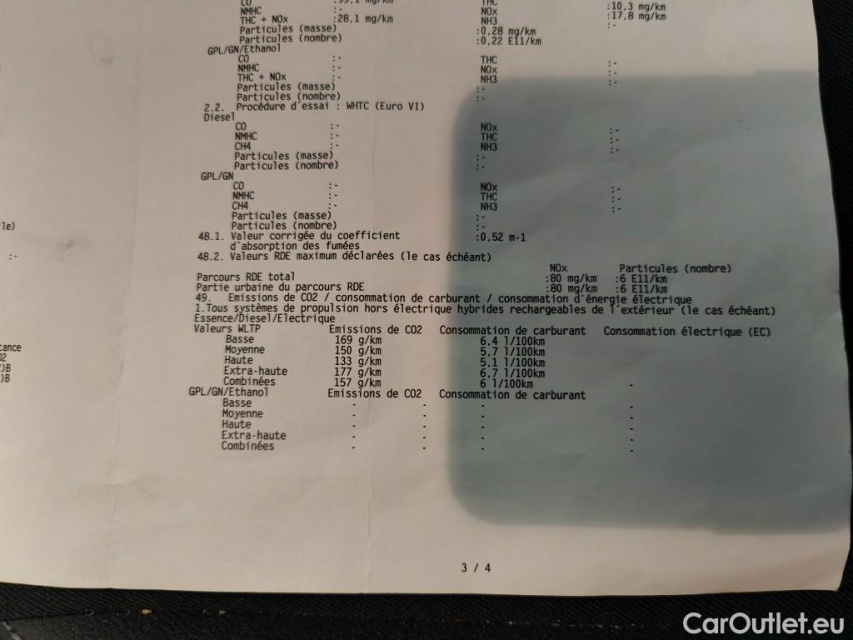 CO :- THC
NMHC :10,3 mg/km
THC + NOx :28,1 mg/km NH3 :17,8 mg/km
Particules (masse) :0,28 mg/km :-
Particules (nombre) :0,22 E11/km
GPL/GN/Ethanol
CO :- THC :-
NMHC :- NOx :-
THC + NOx :- NH3 :-
Particules (masse) :-
Particules (nombre) :-
2.2. Procédure d'essai : WHTC (Euro VI)
Diesel
CO :- NOx :-
NMHC :- THC :-
CH4 :- NH3 :-
Particules (masse) :-
Particules (nombre) :-
GPL/GN
CO :- NOx :-
NMHC :- THC :-
CH4 :- NH3 :-
Particules (masse) :-
Particules (nombre) :-
48.1. Valeur corrigée du coefficient :0,52 m-1
d'absorption des fumées
48.2. Valeurs RDE maximum déclarées (le cas échéant)
NOx Particules (nombre)
Parcours RDE total :80 mg/km :6 E11/km
Partie urbaine du parcours RDE :80 mg/km :6 E11/km
49. Emissions de CO2 / consommation de carburant / consommation d'énergie électrique
1.Tous systèmes de propulsion hors électrique hybrides rechargeables de l'extérieur (le cas échéant)
Essence/Diesel/Electrique
Valeurs WLTP Emissions de CO2 Consommation de carburant Consommation électrique (EC)
Basse 169 g/km 6,4 l/100km
Moyenne 150 g/km 5,7 l/100km
Haute 133 g/km 5,1 l/100km
Extra-haute 177 g/km 6,7 l/100km
Combinées 157 g/km 6 l/100km -
GPL/GN/Ethanol Emissions de CO2 Consommation de carburant
Basse - - - -
Moyenne - - - -
Haute - - - -
Extra-haute - - - -
Combinées - - - -
3 / 4
CarOutlet.eu